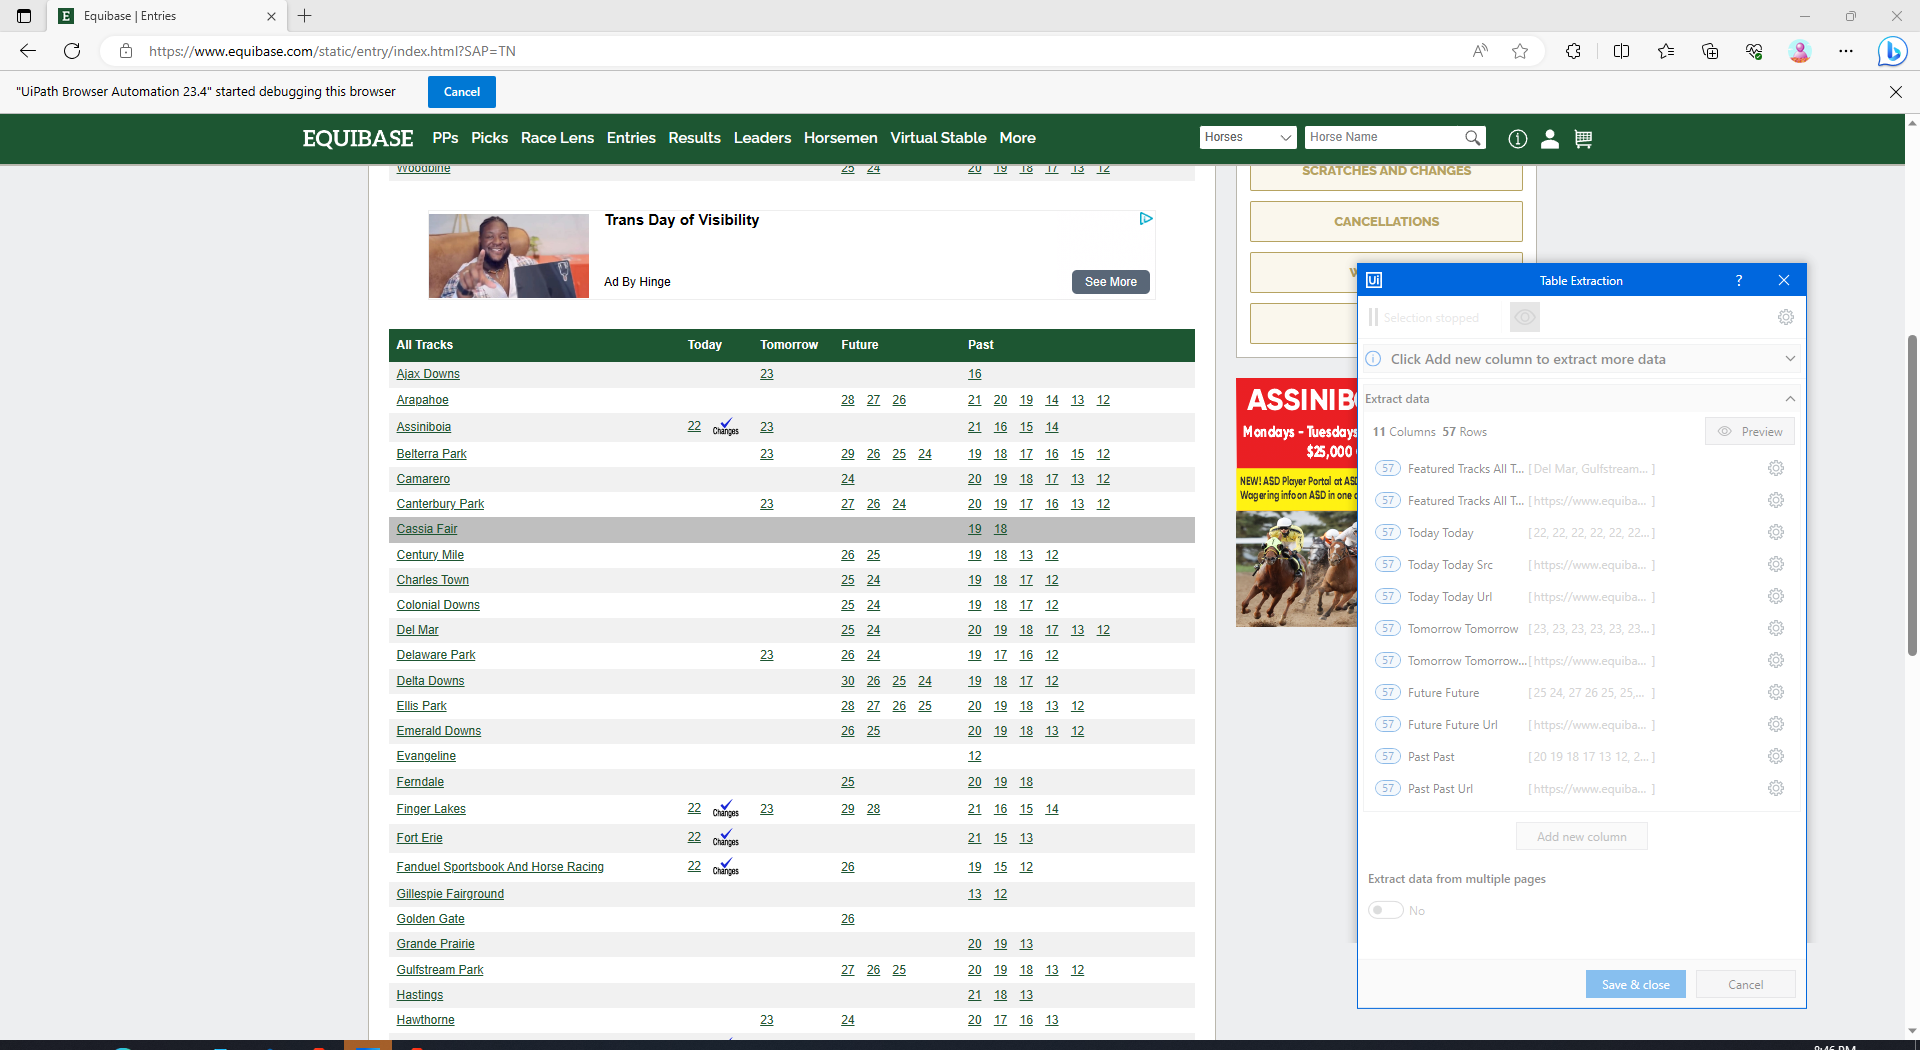 Equibase | Entries
https://www.equibase.com/static/entry/index.html?SAP=TN
"UiPath Browser Automation 23.4" started debugging this browser
Cancel
EQUIBASE PPs Picks Race Lens Entries Results Leaders Horsemen Virtual Stable More
Horses
Horse Name
Woodbine 25 24 20 19 18 17 13 12
Trans Day of Visibility
Ad By Hinge
See More
All Tracks Today Tomorrow Future Past
Ajax Downs 23 16
Arapahoe 28 27 26 21 20 19 14 13 12
Assiniboia 22 Changes 23 21 16 15 14
Belterra Park 23 29 26 25 24 19 18 17 16 15 12
Camarero 24 20 19 18 17 13 12
Canterbury Park 23 27 26 24 20 19 17 16 13 12
Cassia Fair 19 18
Century Mile 26 25 19 18 13 12
Charles Town 25 24 19 18 17 12
Colonial Downs 25 24 19 18 17 12
Del Mar 25 24 20 19 18 17 13 12
Delaware Park 23 26 24 19 17 16 12
Delta Downs 30 26 25 24 19 18 17 12
Ellis Park 28 27 26 25 20 19 18 13 12
Emerald Downs 26 25 20 19 18 13 12
Evangeline 12
Ferndale 25 20 19 18
Finger Lakes 22 Changes 23 29 28 21 16 15 14
Fort Erie 22 Changes 21 15 13
Fanduel Sportsbook And Horse Racing 22 Changes 26 19 15 12
Gillespie Fairground 13 12
Golden Gate 26
Grande Prairie 20 19 13
Gulfstream Park 27 26 25 20 19 18 13 12
Hastings 21 18 13
Hawthorne 23 24 20 17 16 13
SCRATCHES AND CHANGES
CANCELLATIONS
W
ASSINIB
Mondays - Tuesdays
$25,000
NEW! ASD Player Portal at ASD
Wagering info on ASD in one
Ui
Table Extraction
?
Selection stopped
Click Add new column to extract more data
Extract data
11 Columns 57 Rows
Preview
57 Featured Tracks All T... [Del Mar, Gulfstream... ]
57 Featured Tracks All T... [https://www.equiba... ]
57 Today Today [22, 22, 22, 22, 22, 22... ]
57 Today Today Src [https://www.equiba... ]
57 Today Today Url [https://www.equiba... ]
57 Tomorrow Tomorrow [23, 23, 23, 23, 23, 23... ]
57 Tomorrow Tomorrow... [https://www.equiba... ]
57 Future Future [25 24, 27 26 25, 25,... ]
57 Future Future Url [https://www.equiba... ]
57 Past Past [20 19 18 17 13 12, 2... ]
57 Past Past Url [https://www.equiba... ]
Add new column
Extract data from multiple pages
No
Save & close
Cancel